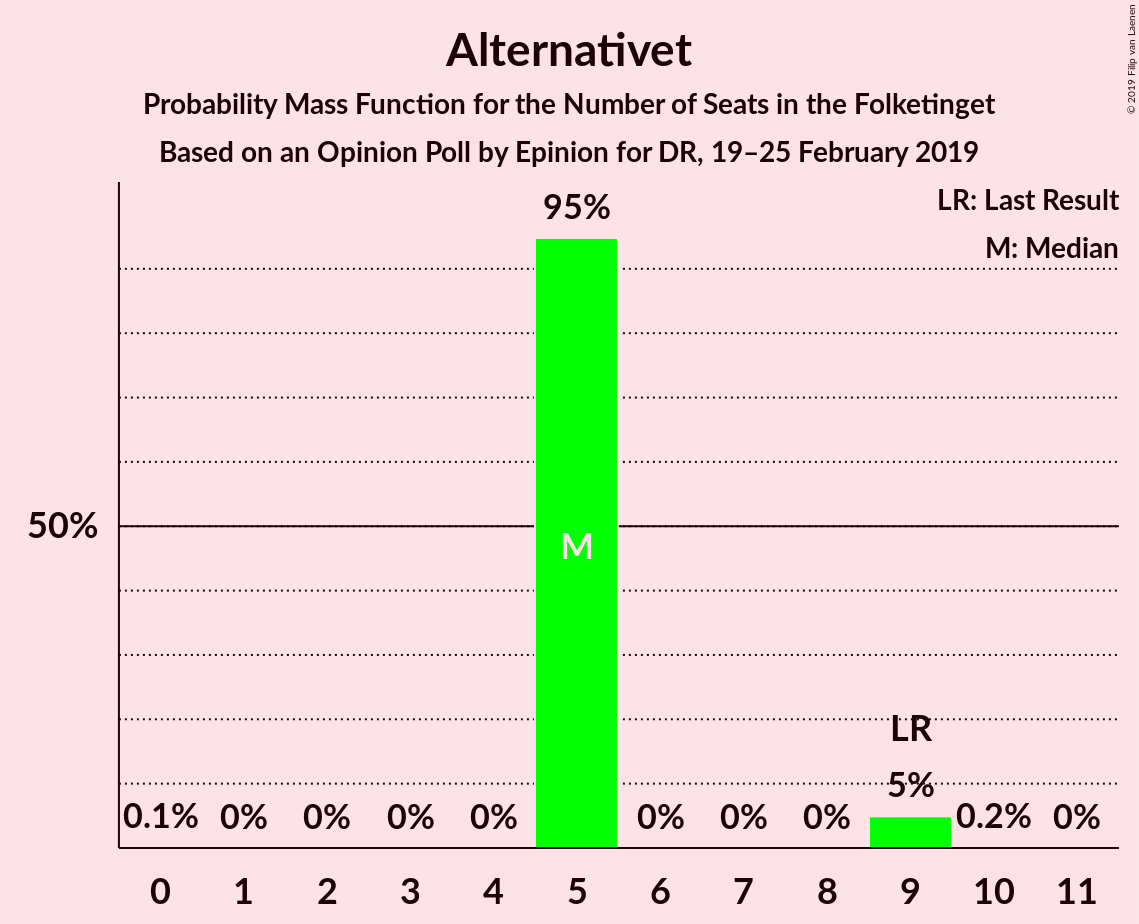 Alternativet
Probability Mass Function for the Number of Seats in the Folketinget
Based on an Opinion Poll by Epinion for DR, 19–25 February 2019
© 2019 Filip van Laenen
LR: Last Result
M: Median
95%
50%
M
LR
5%
0.1% 0% 0% 0% 0% 0% 0% 0% 0.2% 0%
0 1 2 3 4 5 6 7 8 9 10 11